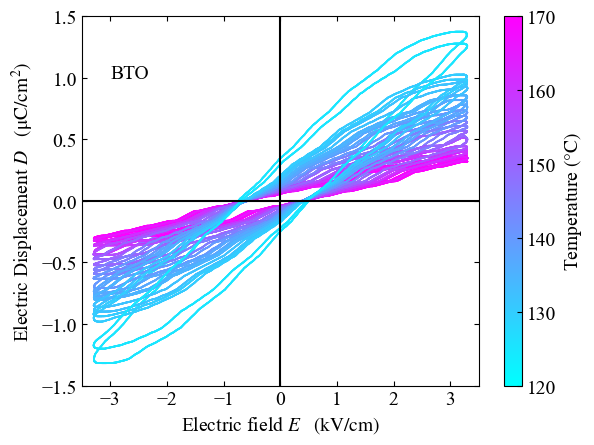 BTO
1.5
1.0
0.5
0.0
−0.5
−1.0
−1.5
Electric Displacement D (μC/cm²)
−3 −2 −1 0 1 2 3
Electric field E (kV/cm)
170
160
150
140
130
120
Temperature (°C)